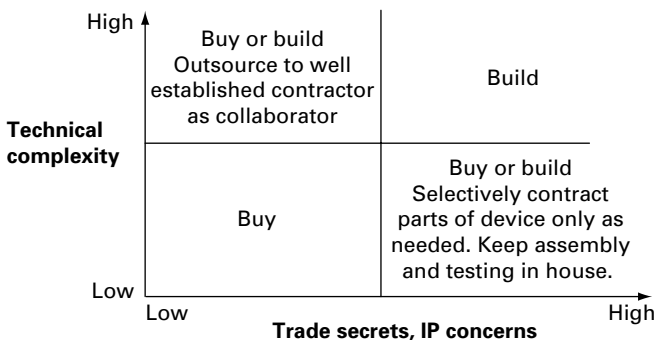 High
Buy or build
Outsource to well
established contractor
as collaborator
Build
Technical
complexity
Buy
Buy or build
Selectively contract
parts of device only as
needed. Keep assembly
and testing in house.
Low
Low
High
Trade secrets, IP concerns